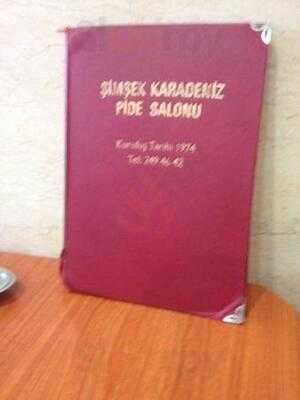 ŞİMŞEK KARADENİZ
PİDE SALONU
Kuruluş Tarihi 1974
Tel: 249 46 42